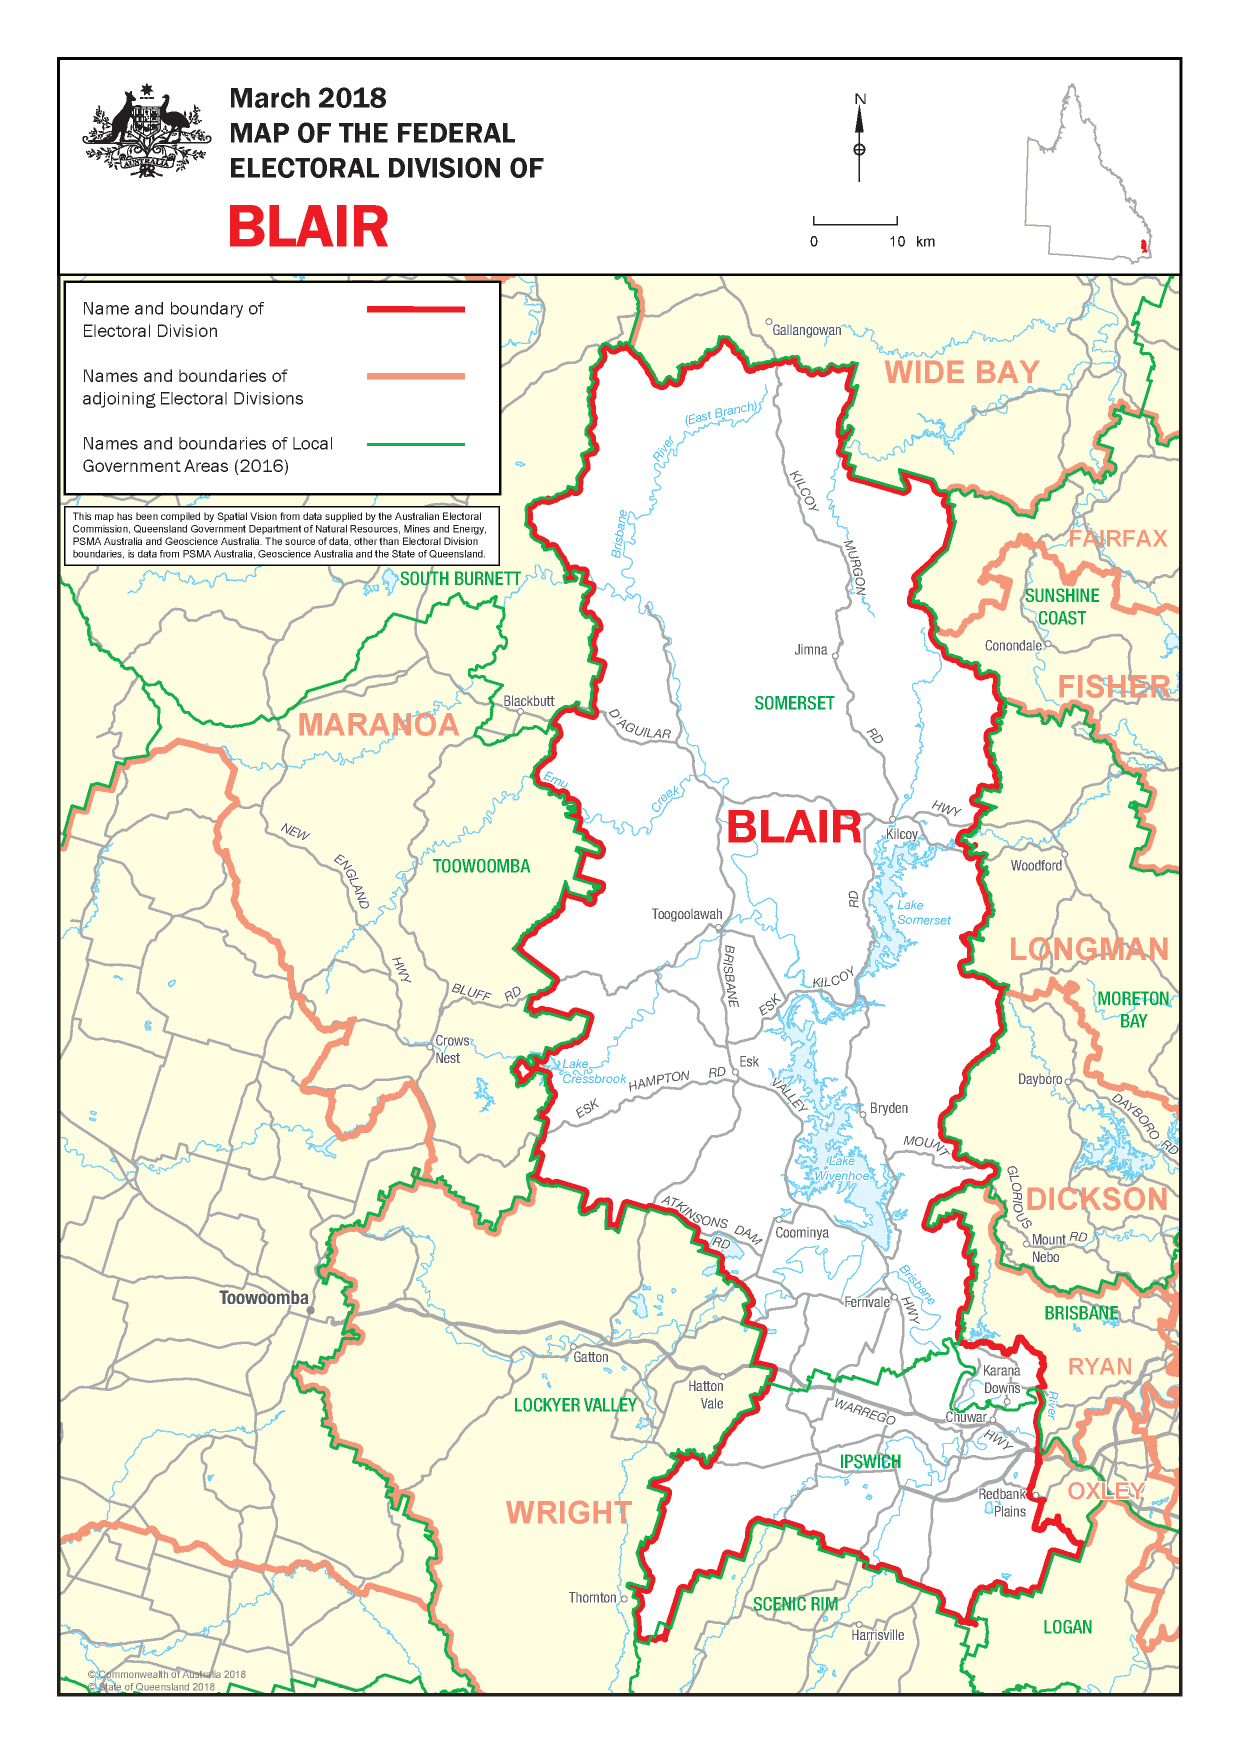 March 2018
MAP OF THE FEDERAL
ELECTORAL DIVISION OF
BLAIR
AUSTRALIA
N
0 10 km
Name and boundary of
Electoral Division
Names and boundaries of
adjoining Electoral Divisions
Names and boundaries of Local
Government Areas (2016)
This map has been compiled by Spatial Vision from data supplied by the Australian Electoral
Commission, Queensland Government Department of Natural Resources, Mines and Energy,
PSMA Australia and Geoscience Australia. The source of data, other than Electoral Division
boundaries, is data from PSMA Australia, Geoscience Australia and the State of Queensland.
Gallangowan
WIDE BAY
(East Branch)
River
Brisbane
KILCOY
MURGON
RD
FAIRFAX
SOUTH BURNETT
SUNSHINE
COAST
Conondale
Jimna
FISHER
SOMERSET
Blackbutt
MARANOA
D'AGUILAR
HWY
Emu
Creek
BLAIR
Kilcoy
NEW
ENGLAND
HWY
TOOWOOMBA
Woodford
RD
Lake
Somerset
Toogoolawah
LONGMAN
BRISBANE
KILCOY
ESK
BLUFF RD
MORETON
BAY
Crows
Nest
Lake
Cressbrook
Esk
HAMPTON RD
ESK
VALLEY
Dayboro
Bryden
DAYBORO RD
MOUNT
Lake
Wivenhoe
GLORIOUS
DICKSON
ATKINSONS DAM
RD
Coominya
Mount RD
Nebo
Brisbane
Toowoomba
Fernvale
HWY
BRISBANE
Gatton
RYAN
Karana
Downs
Hatton
Vale
River
LOCKYER VALLEY
WARREGO
Chuwar
HWY
IPSWICH
Redbank
Plains
OXLEY
WRIGHT
Thornton
SCENIC RIM
Harrisville
LOGAN
© Commonwealth of Australia 2018
© State of Queensland 2018